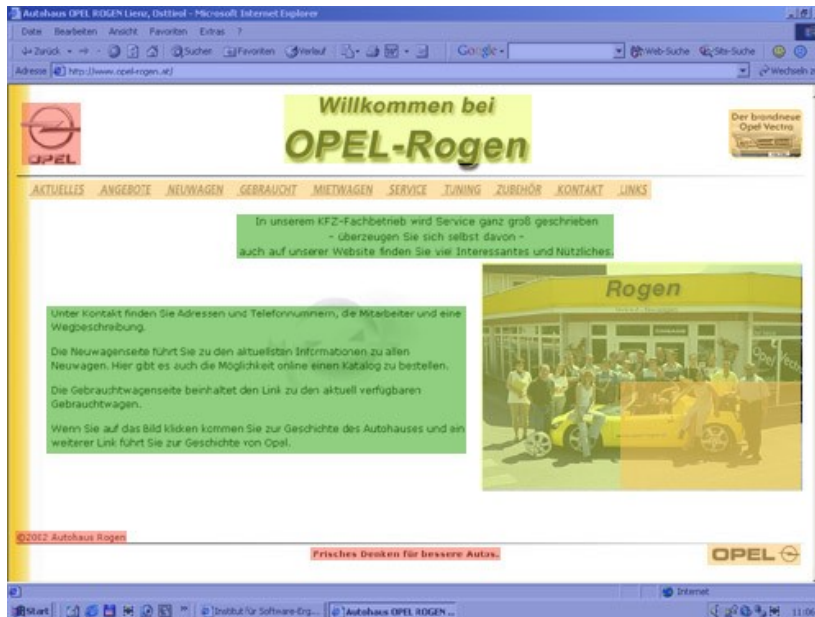 Autohaus OPEL ROGEN Lienz, Osttirol - Microsoft Internet Explorer
Datei Bearbeiten Ansicht Favoriten Extras ?
Zurück Suchen Favoriten Verlauf Google Web-Suche Site-Suche
Adresse http://www.opel-rogen.at/ Wechseln z
Willkommen bei
OPEL-Rogen
OPEL
Der brandneue
Opel Vectra
AKTUELLES ANGEBOTE NEUWAGEN GEBRAUCHT MIETWAGEN SERVICE TUNING ZUBEHÖR KONTAKT LINKS
In unserem KFZ-Fachbetrieb wird Service ganz groß geschrieben
- überzeugen Sie sich selbst davon -
auch auf unserer Website finden Sie viel Interessantes und Nützliches.
Rogen
Opel
Unter Kontakt finden Sie Adressen und Telefonnummern, die Mitarbeiter und eine
Wegbeschreibung.
Die Neuwagenseite führt Sie zu den aktuellsten Informationen zu allen
Neuwagen. Hier gibt es auch die Möglichkeit online einen Katalog zu bestellen.
Die Gebrauchtwagenseite beinhaltet den Link zu den aktuell verfügbaren
Gebrauchtwagen.
Wenn Sie auf das Bild klicken kommen Sie zur Geschichte des Autohauses und ein
weiterer Link führt Sie zur Geschichte von Opel.
©2002 Autohaus Rogen
Frisches Denken für bessere Autos.
OPEL
Internet
Start Institut für Software-Eng... Autohaus OPEL ROGEN ... 11:06